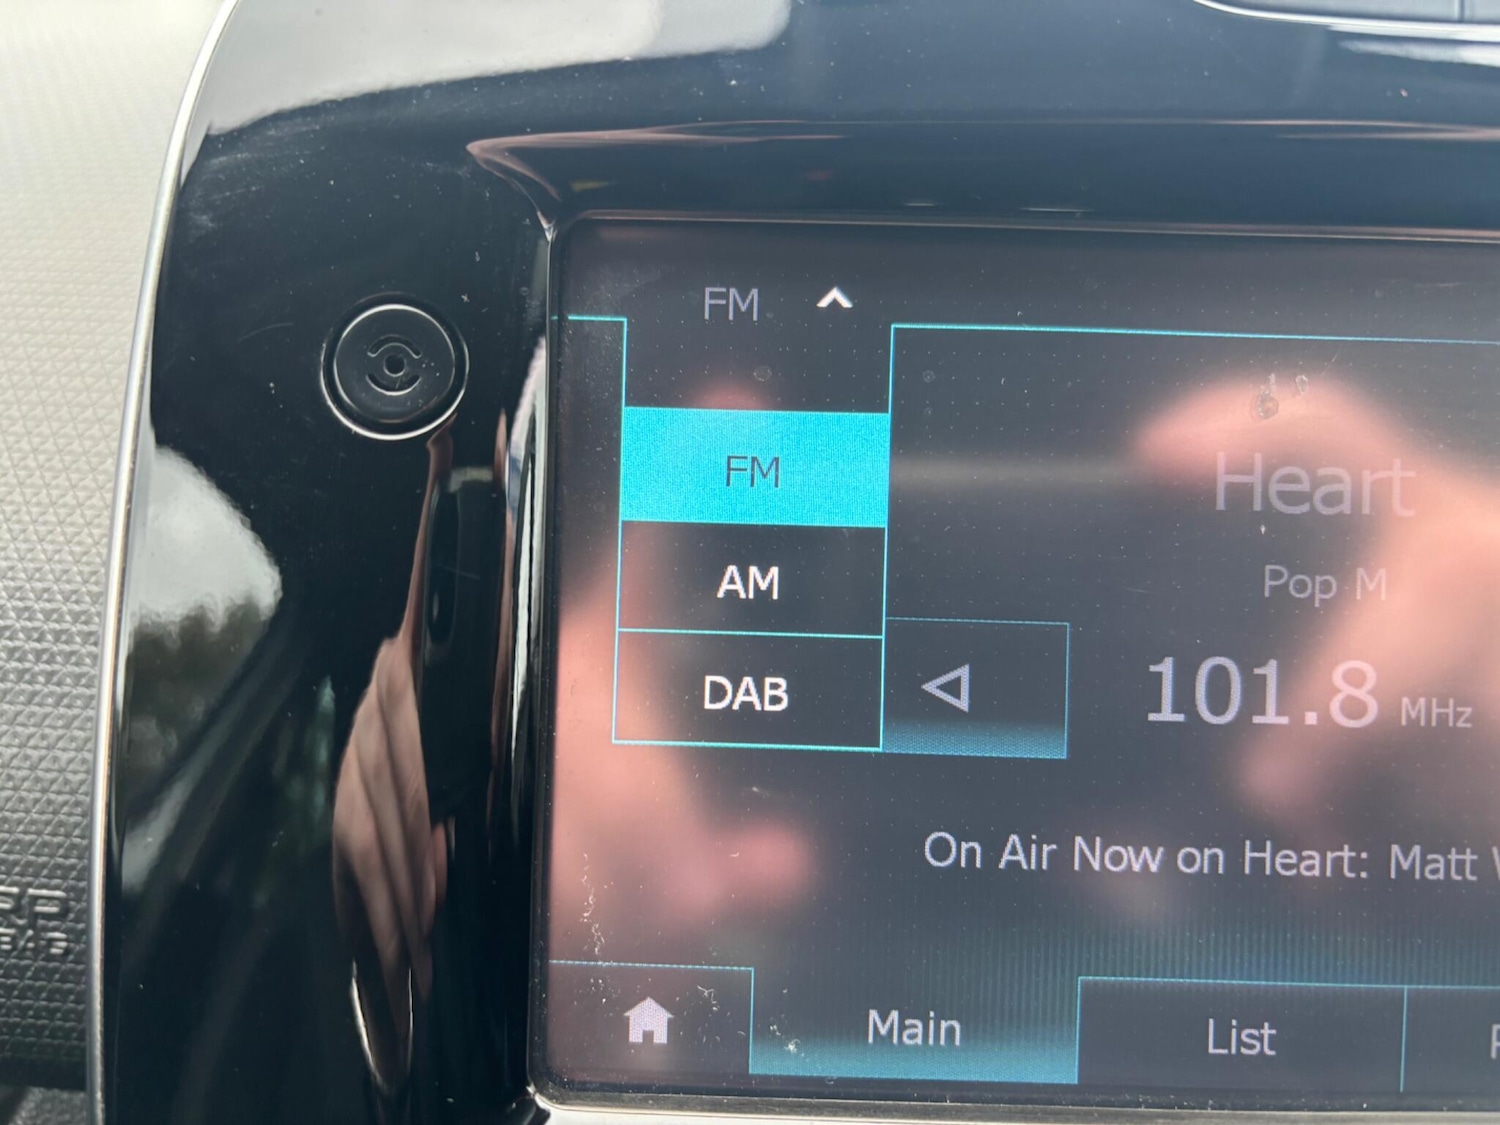 FM
FM
AM
DAB
Heart
Pop M
101.8 MHz
On Air Now on Heart: Matt
Main
List